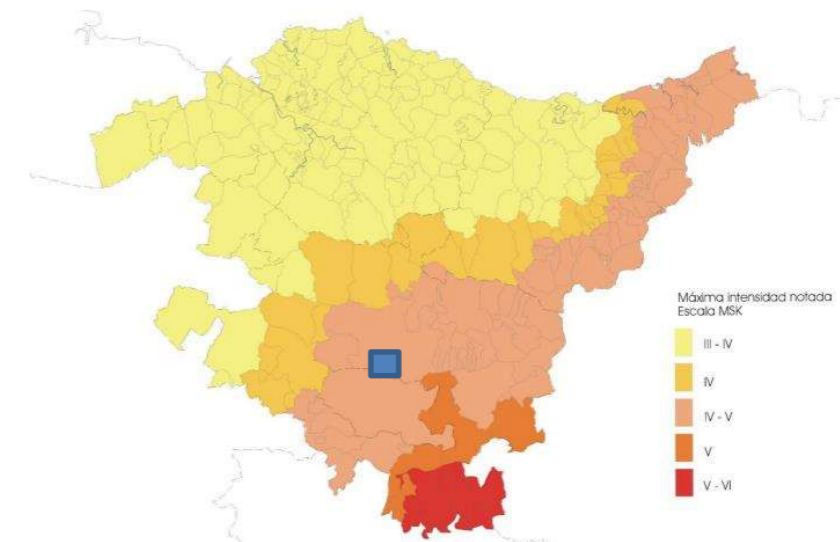 Máxima intensidad notada
Escala MSK
III - IV
IV
IV - V
V
V - VI